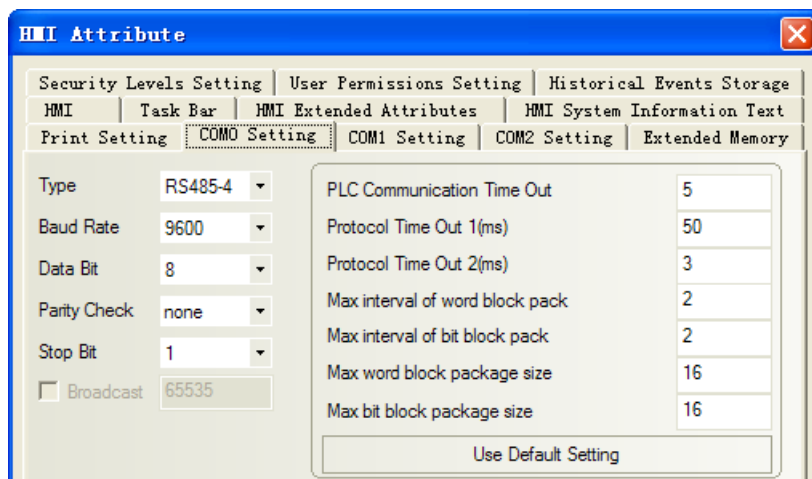 HMI Attribute
Security Levels Setting User Permissions Setting Historical Events Storage
HMI Task Bar HMI Extended Attributes HMI System Information Text
Print Setting COM0 Setting COM1 Setting COM2 Setting Extended Memory
Type RS485-4
Baud Rate 9600
Data Bit 8
Parity Check none
Stop Bit 1
Broadcast 65535
PLC Communication Time Out 5
Protocol Time Out 1(ms) 50
Protocol Time Out 2(ms) 3
Max interval of word block pack 2
Max interval of bit block pack 2
Max word block package size 16
Max bit block package size 16
Use Default Setting